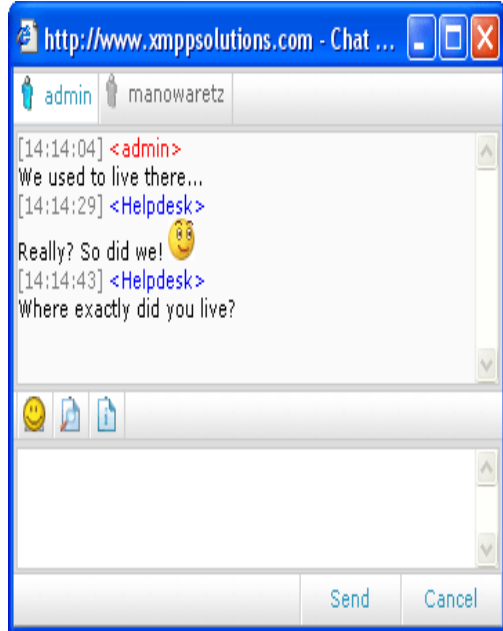 http://www.xmppsolutions.com - Chat ...
admin manowaretz
[14:14:04] <admin>
We used to live there...
[14:14:29] <Helpdesk>
Really? So did we!
[14:14:43] <Helpdesk>
Where exactly did you live?
Send Cancel